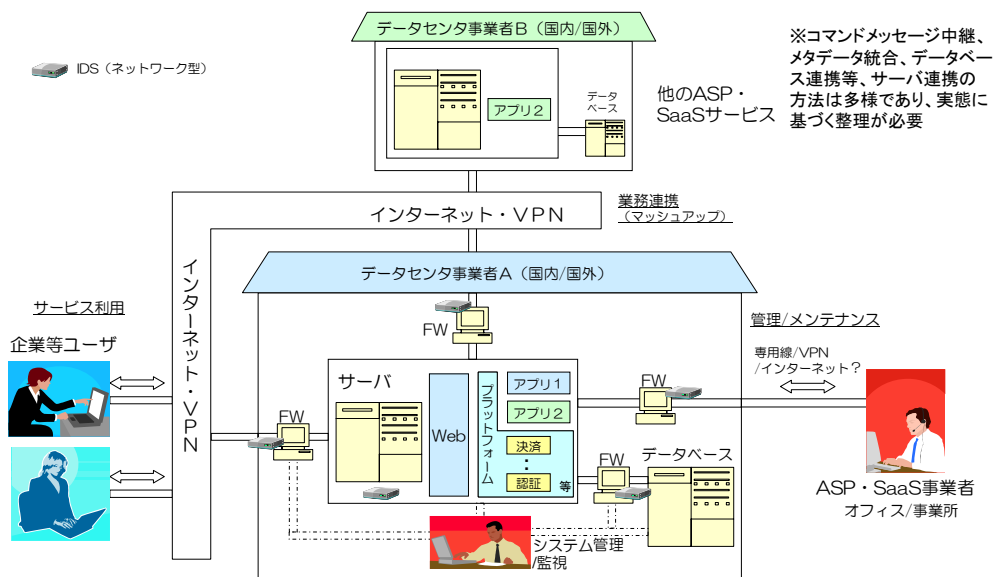 データセンタ事業者B（国内/国外）
IDS（ネットワーク型）
アプリ2
データ
ベース
他のASP・
SaaSサービス
※コマンドメッセージ中継、
メタデータ統合、データベー
ス連携等、サーバ連携の
方法は多様であり、実態に
基づく整理が必要
インターネット・VPN
業務連携
（マッシュアップ）
インターネット・VPN
データセンタ事業者A（国内/国外）
サービス利用
企業等ユーザ
FW
管理/メンテナンス
専用線/VPN
/インターネット？
サーバ
Web
プラットフォーム
アプリ1
アプリ2
決済
：
認証
等
FW
FW
FW
データベース
システム管理
/監視
ASP・SaaS事業者
オフィス/事業所